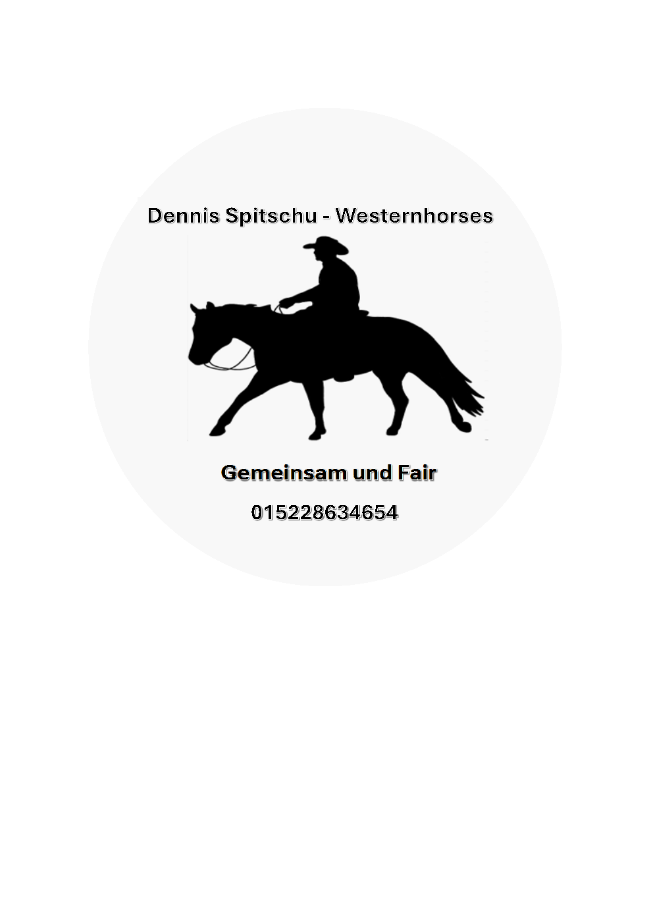 Dennis Spitschu - Westernhorses
Gemeinsam und Fair
015228634654